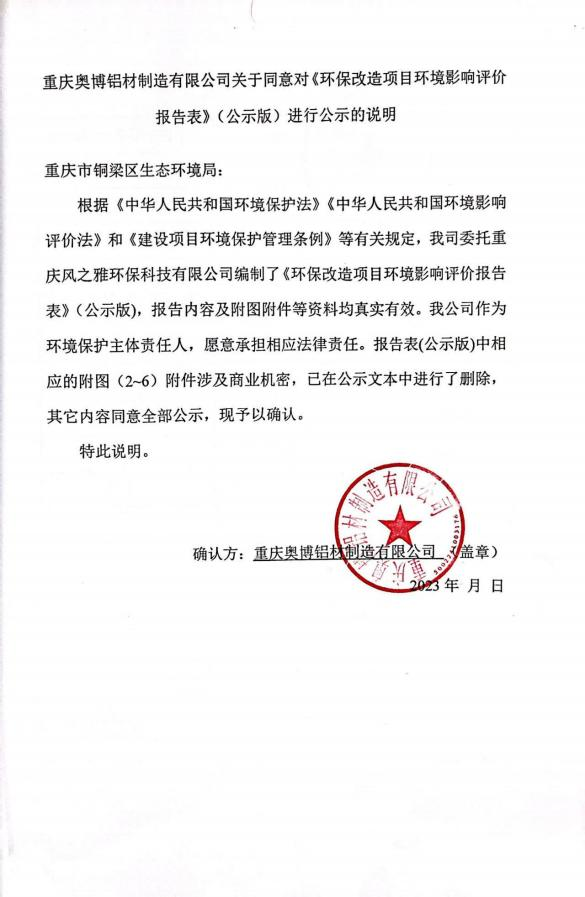 重庆奥博铝材制造有限公司关于同意对《环保改造项目环境影响评价
报告表》（公示版）进行公示的说明
重庆市铜梁区生态环境局：
根据《中华人民共和国环境保护法》《中华人民共和国环境影响
评价法》和《建设项目环境保护管理条例》等有关规定，我司委托重
庆风之雅环保科技有限公司编制了《环保改造项目环境影响评价报告
表》（公示版)，报告内容及附图附件等资料均真实有效。我公司作为
环境保护主体责任人，愿意承担相应法律责任。报告表(公示版)中相
应的附图（2~6）附件涉及商业机密，已在公示文本中进行了删除，
其它内容同意全部公示，现予以确认。
特此说明。
重庆奥博铝材制造有限公司
确认方：重庆奥博铝材制造有限公司（盖章）
2023 年 月 日